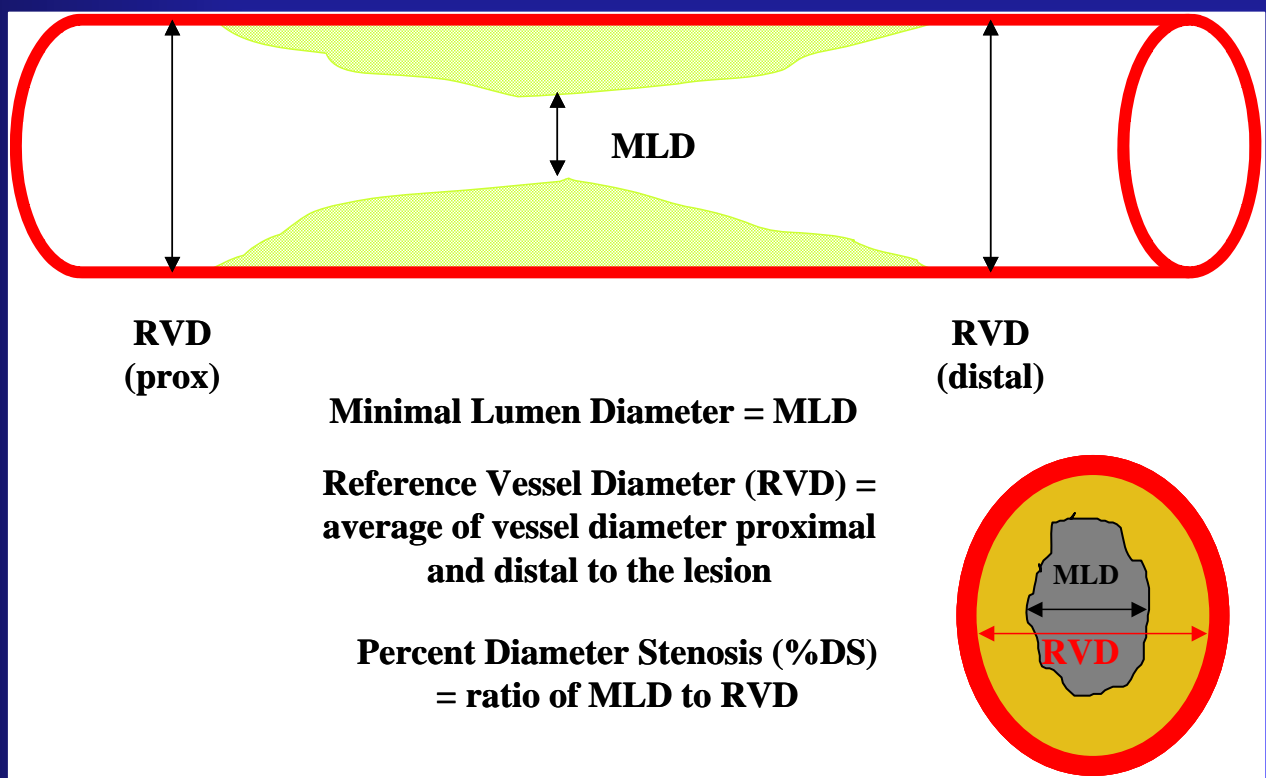 MLD
RVD
(prox)
RVD
(distal)
Minimal Lumen Diameter = MLD
Reference Vessel Diameter (RVD) =
average of vessel diameter proximal
and distal to the lesion
Percent Diameter Stenosis (%DS)
= ratio of MLD to RVD
MLD
RVD